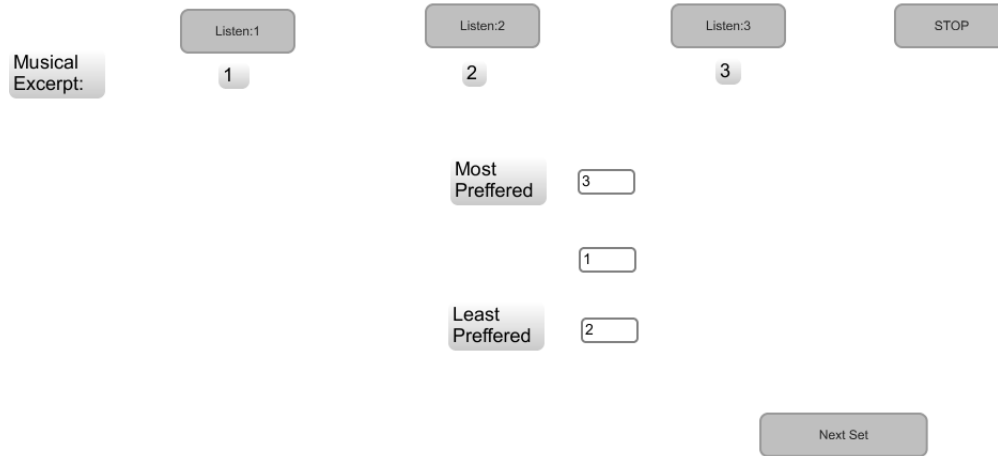 Listen:1
Listen:2
Listen:3
STOP
Musical
Excerpt:
1
2
3
Most
Preffered
3
1
Least
Preffered
2
Next Set